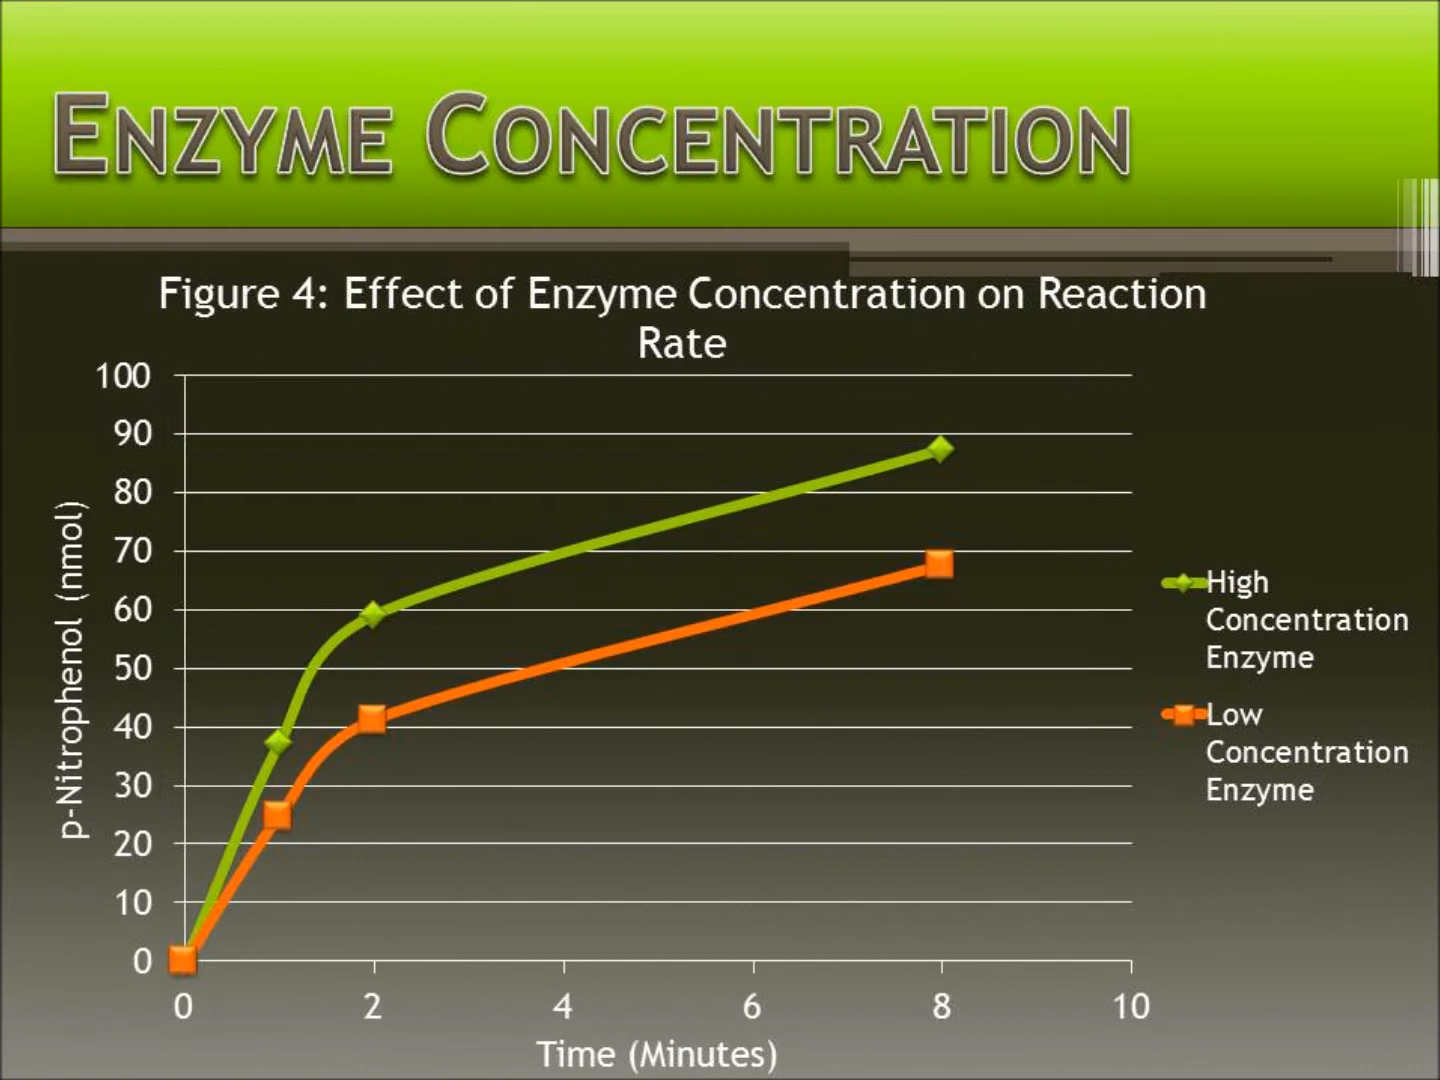 ENZYME CONCENTRATION
Figure 4: Effect of Enzyme Concentration on Reaction
Rate
100
90
80
70
60
50
40
30
20
10
0
p-Nitrophenol (nmol)
0 2 4 6 8 10
Time (Minutes)
High
Concentration
Enzyme
Low
Concentration
Enzyme